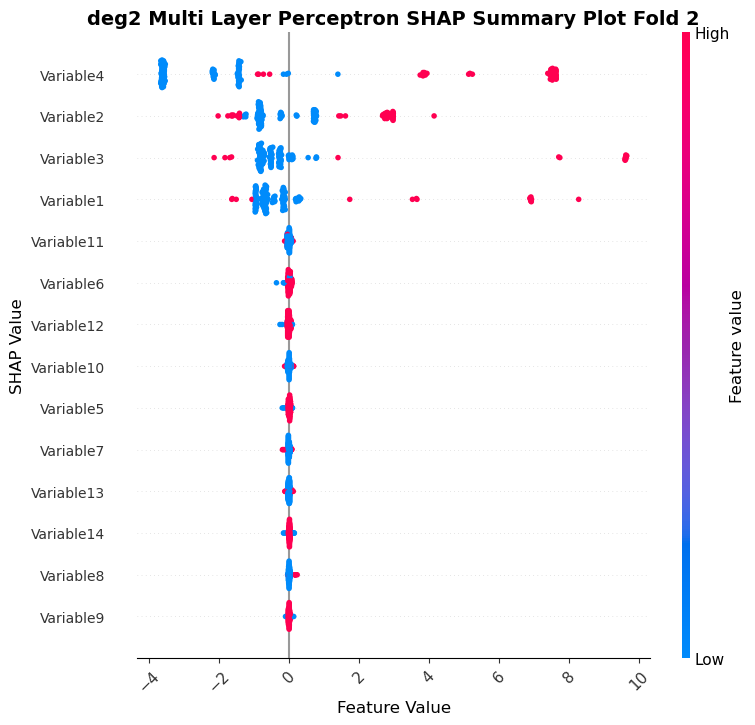 deg2 Multi Layer Perceptron SHAP Summary Plot Fold 2
High
Variable4
Variable2
Variable3
Variable1
Variable11
Variable6
Variable12
Variable10
Variable5
Variable7
Variable13
Variable14
Variable8
Variable9
SHAP Value
Feature value
Low
−4
−2
0
2
4
6
8
10
Feature Value